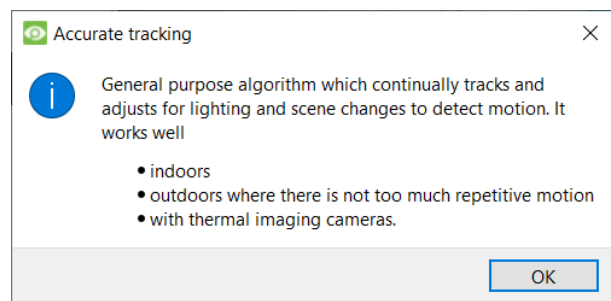 Accurate tracking
General purpose algorithm which continually tracks and
adjusts for lighting and scene changes to detect motion. It
works well
• indoors
• outdoors where there is not too much repetitive motion
• with thermal imaging cameras.
OK